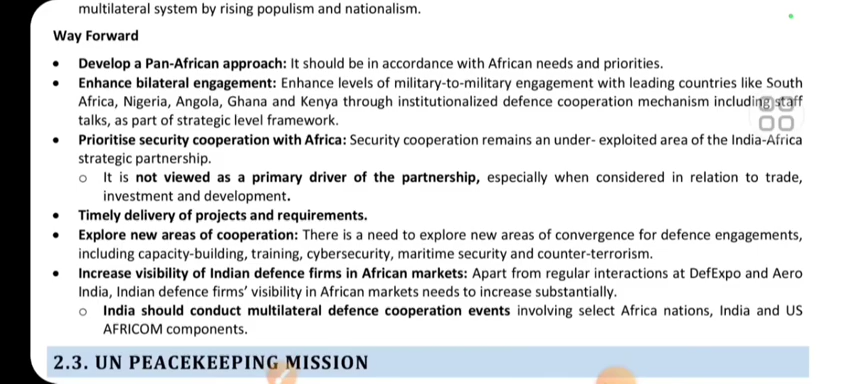 multilateral system by rising populism and nationalism.
Way Forward
• Develop a Pan-African approach: It should be in accordance with African needs and priorities.
• Enhance bilateral engagement: Enhance levels of military-to-military engagement with leading countries like South
Africa, Nigeria, Angola, Ghana and Kenya through institutionalized defence cooperation mechanism including staff
talks, as part of strategic level framework.
• Prioritise security cooperation with Africa: Security cooperation remains an under- exploited area of the India-Africa
strategic partnership.
o It is not viewed as a primary driver of the partnership, especially when considered in relation to trade,
investment and development.
• Timely delivery of projects and requirements.
• Explore new areas of cooperation: There is a need to explore new areas of convergence for defence engagements,
including capacity-building, training, cybersecurity, maritime security and counter-terrorism.
• Increase visibility of Indian defence firms in African markets: Apart from regular interactions at DefExpo and Aero
India, Indian defence firms' visibility in African markets needs to increase substantially.
o India should conduct multilateral defence cooperation events involving select Africa nations, India and US
AFRICOM components.
2.3. UN PEACEKEEPING MISSION